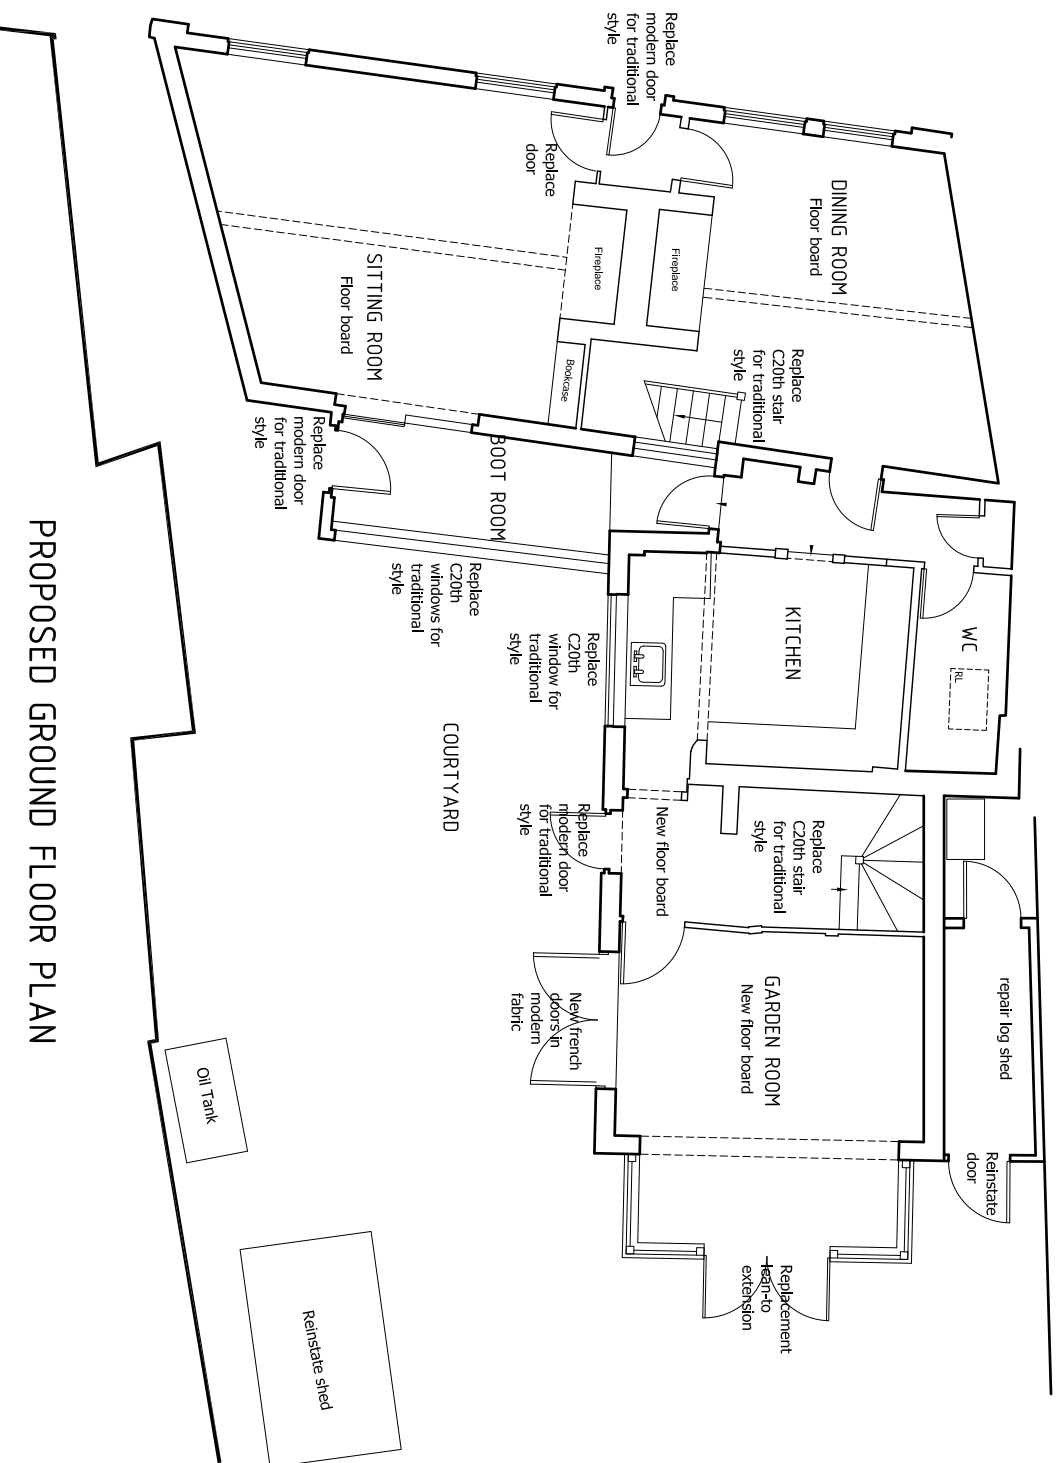 Replace
modern door
for traditional
style
DINING ROOM
Floor board
Replace
door
Fireplace
Fireplace
SITTING ROOM
Floor board
Bookcase
Replace
C20th stair
for traditional
style
Replace
modern door
for traditional
style
BOOT ROOM
Replace
C20th
windows for
traditional
style
Replace
C20th
window for
traditional
style
KITCHEN
WC
RL
COURTYARD
Replace
modern door
for traditional
style
New floor board
Replace
C20th stair
for traditional
style
New french
doors in
modern
fabric
GARDEN ROOM
New floor board
repair log shed
Reinstate
door
Replacement
lean-to
extension
Oil Tank
Reinstate shed
PROPOSED GROUND FLOOR PLAN